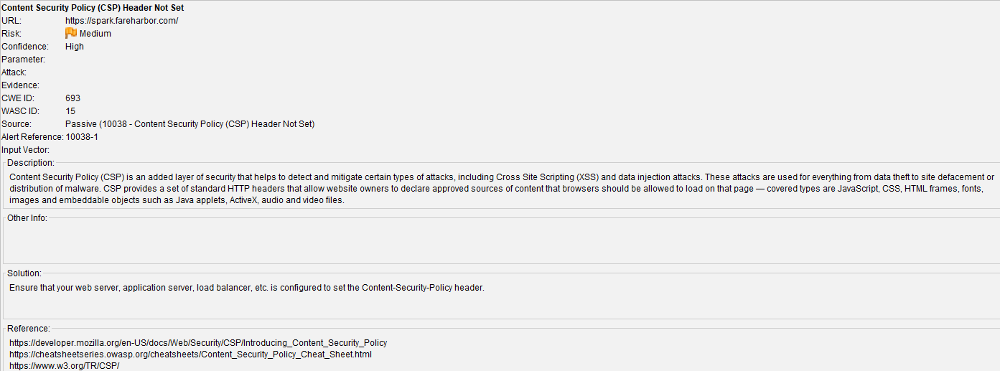 Content Security Policy (CSP) Header Not Set
URL: https://spark.fareharbor.com/
Risk: Medium
Confidence: High
Parameter:
Attack:
Evidence:
CWE ID: 693
WASC ID: 15
Source: Passive (10038 - Content Security Policy (CSP) Header Not Set)
Alert Reference: 10038-1
Input Vector:
Description:
Content Security Policy (CSP) is an added layer of security that helps to detect and mitigate certain types of attacks, including Cross Site Scripting (XSS) and data injection attacks. These attacks are used for everything from data theft to site defacement or
distribution of malware. CSP provides a set of standard HTTP headers that allow website owners to declare approved sources of content that browsers should be allowed to load on that page — covered types are JavaScript, CSS, HTML frames, fonts,
images and embeddable objects such as Java applets, ActiveX, audio and video files.
Other Info:
Solution:
Ensure that your web server, application server, load balancer, etc. is configured to set the Content-Security-Policy header.
Reference:
https://developer.mozilla.org/en-US/docs/Web/Security/CSP/Introducing_Content_Security_Policy
https://cheatsheetseries.owasp.org/cheatsheets/Content_Security_Policy_Cheat_Sheet.html
https://www.w3.org/TR/CSP/